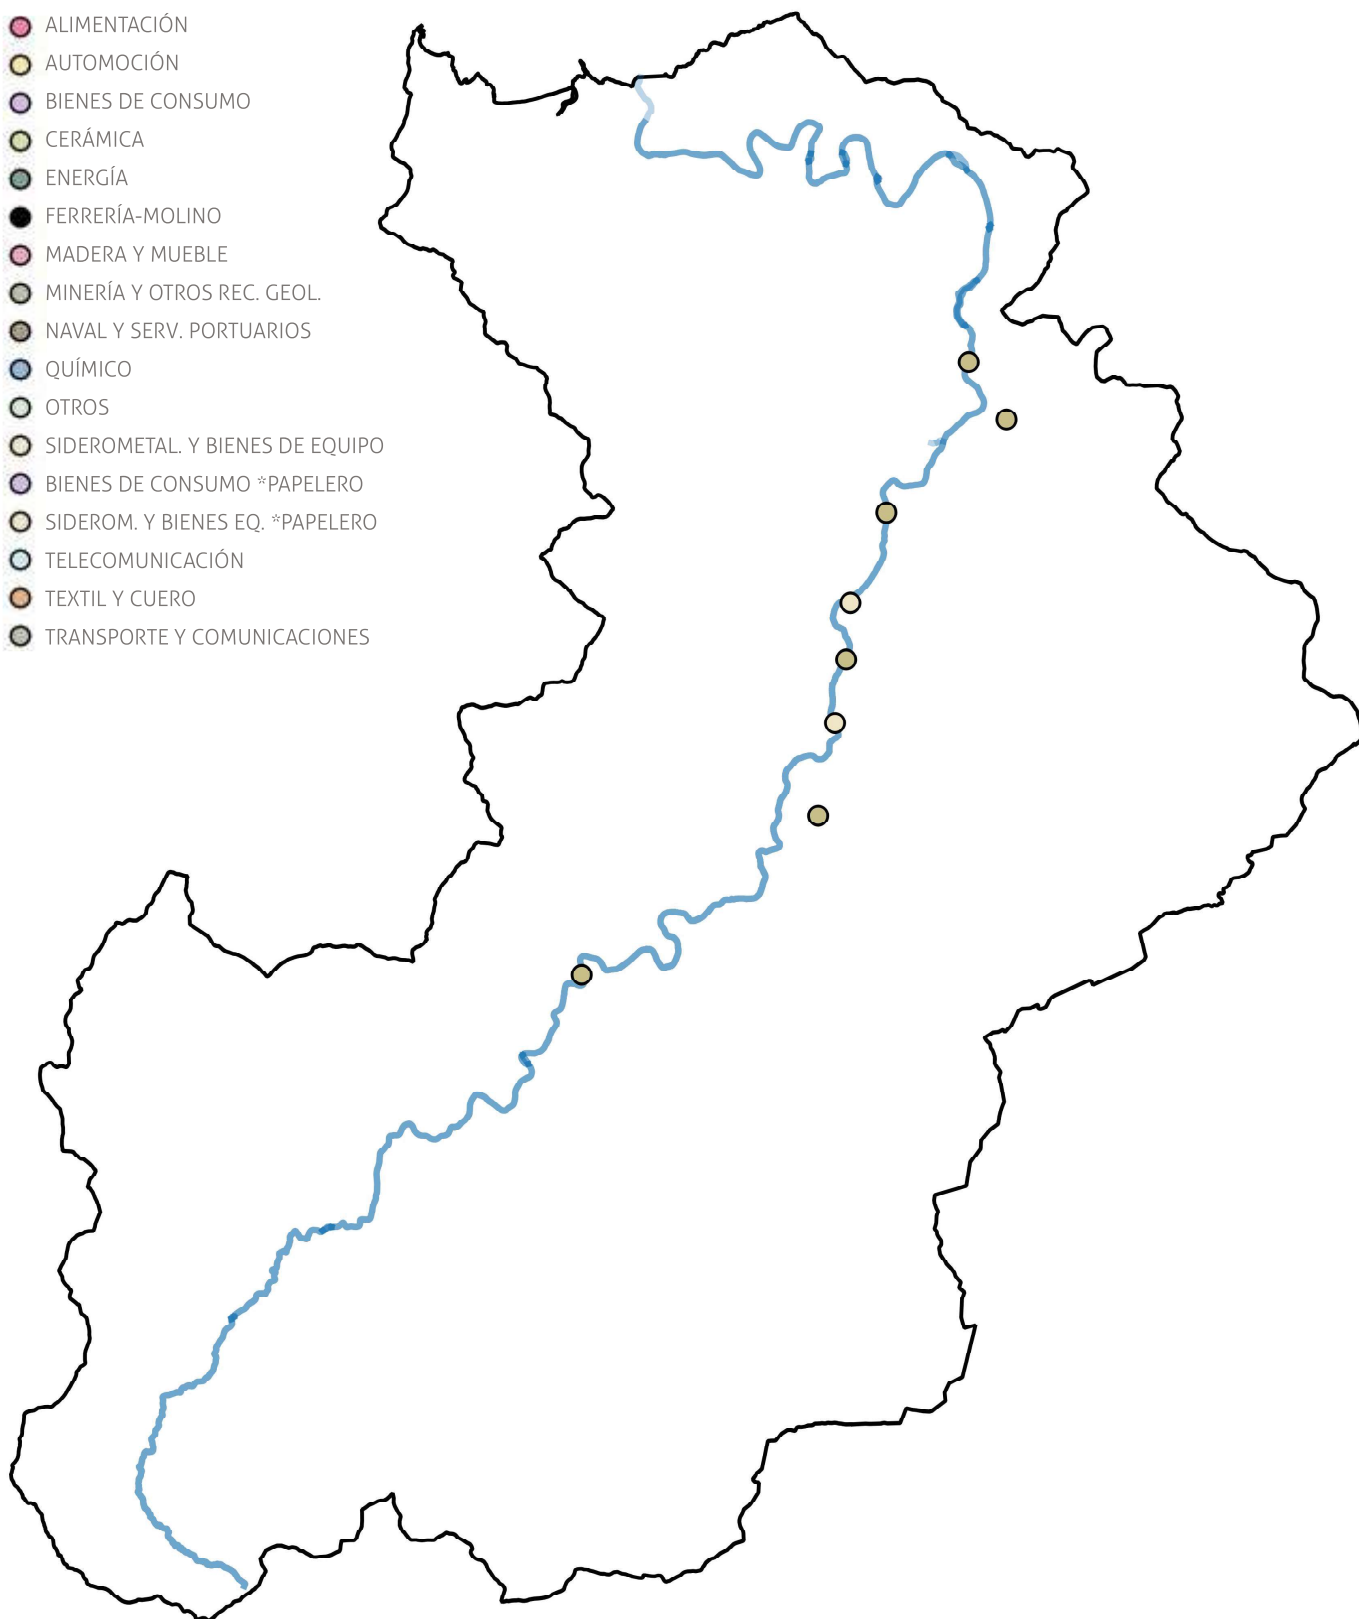 ALIMENTACIÓN
AUTOMOCIÓN
BIENES DE CONSUMO
CERÁMICA
ENERGÍA
FERRERÍA-MOLINO
MADERA Y MUEBLE
MINERÍA Y OTROS REC. GEOL.
NAVAL Y SERV. PORTUARIOS
QUÍMICO
OTROS
SIDEROMETAL. Y BIENES DE EQUIPO
BIENES DE CONSUMO *PAPELERO
SIDEROM. Y BIENES EQ. *PAPELERO
TELECOMUNICACIÓN
TEXTIL Y CUERO
TRANSPORTE Y COMUNICACIONES